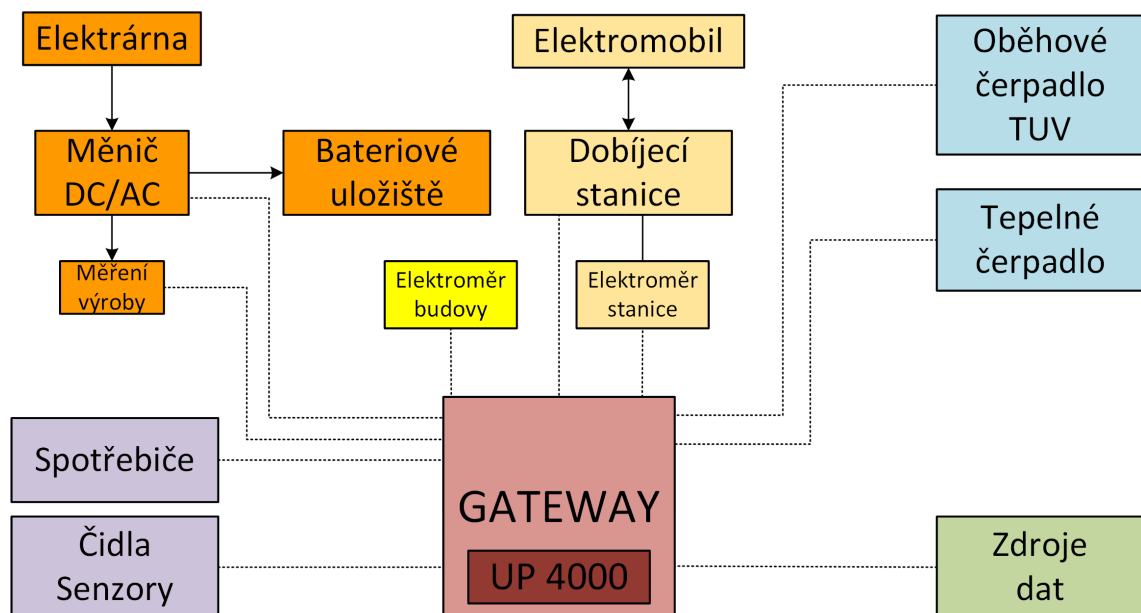 Elektrárna
Elektromobil
Oběhové
čerpadlo
TUV
Měnič
DC/AC
Bateriové
uložiště
Dobíjecí
stanice
Tepelné
čerpadlo
Měření
výroby
Elektroměr
budovy
Elektroměr
stanice
Spotřebiče
GATEWAY
Čidla
Senzory
UP 4000
Zdroje
dat